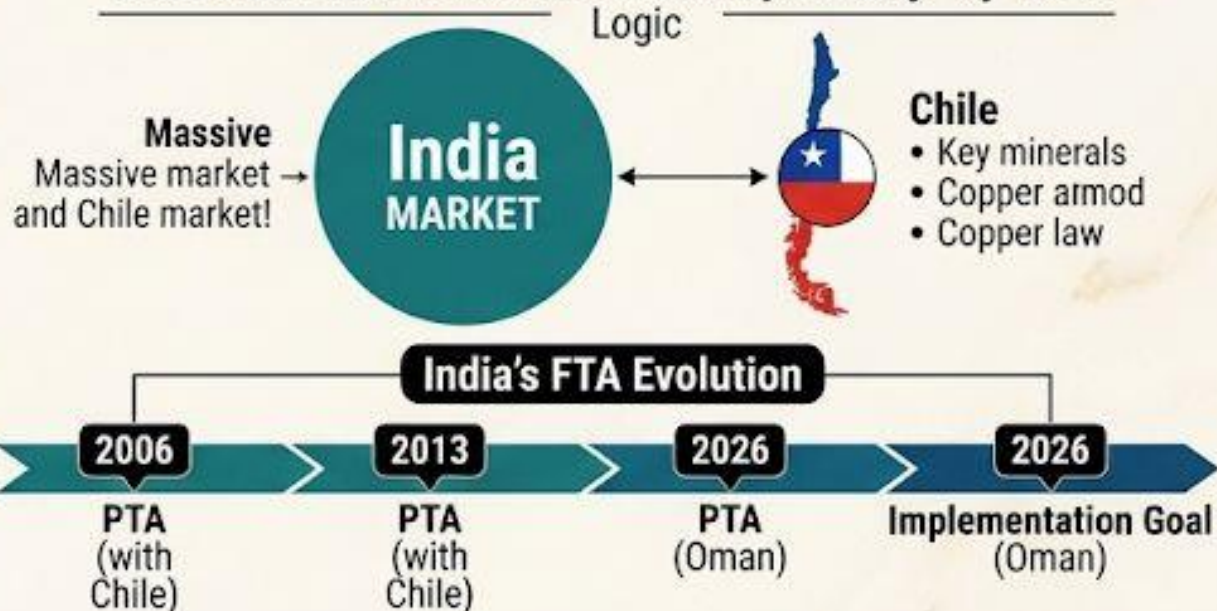 Logic
Massive
Massive market
and Chile market!
India
MARKET
Chile
• Key minerals
• Copper armod
• Copper law
India's FTA Evolution
2006
PTA
(with
Chile)
2013
PTA
(with
Chile)
2026
PTA
(Oman)
2026
Implementation Goal
(Oman)